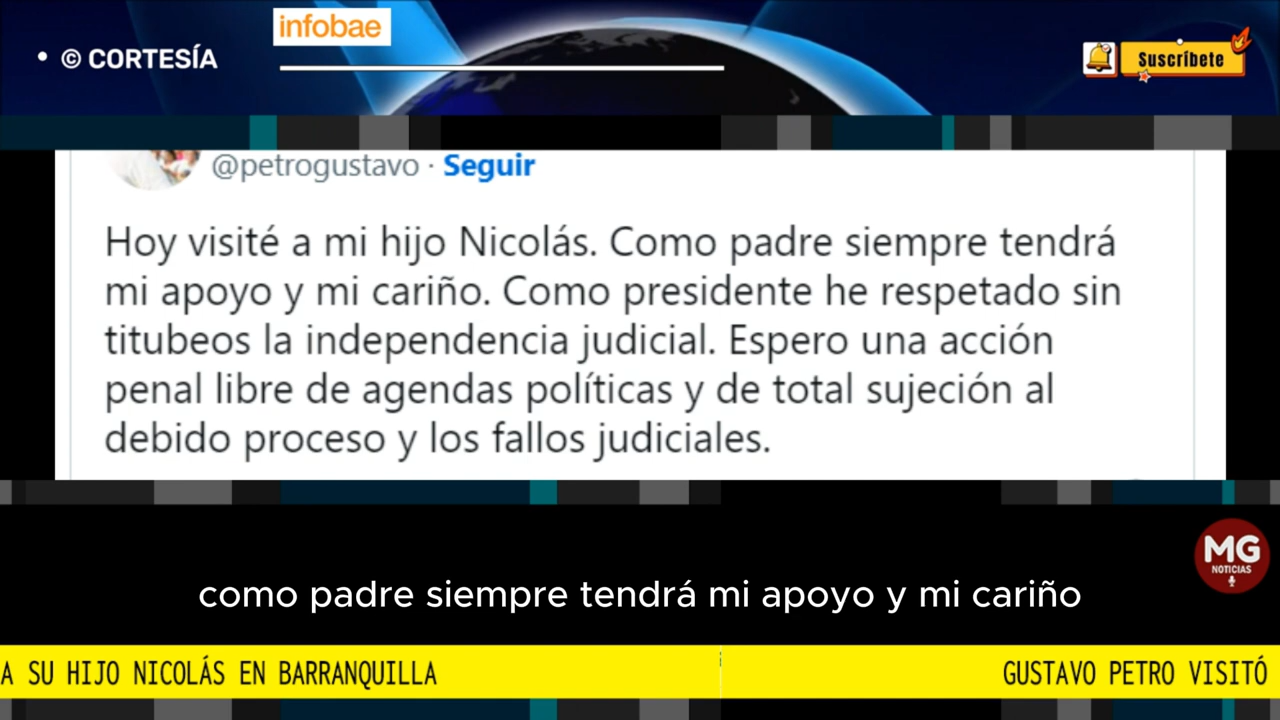 infobae
• © CORTESÍA
Suscríbete
@petrogustavo · Seguir
Hoy visité a mi hijo Nicolás. Como padre siempre tendrá
mi apoyo y mi cariño. Como presidente he respetado sin
titubeos la independencia judicial. Espero una acción
penal libre de agendas políticas y de total sujeción al
debido proceso y los fallos judiciales.
MG
NOTICIAS
como padre siempre tendrá mi apoyo y mi cariño
A SU HIJO NICOLÁS EN BARRANQUILLA
GUSTAVO PETRO VISITÓ